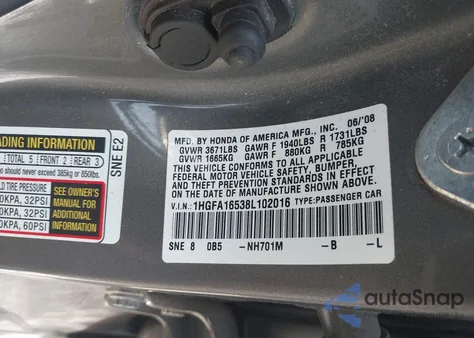 ADING INFORMATION
TOTAL 5 FRONT 2 REAR 3
should never exceed 385kg or 850lbs.
TIRE PRESSURE
0KPA, 32PSI
0KPA, 32PSI
0KPA, 60PSI
SEE OWNER'S
MANUAL FOR
ADDITIONAL
INFORMATION
SNE E2
MFD. BY HONDA OF AMERICA MFG., INC. 06/'08
GVWR 3671LBS GAWR F 1940LBS R 1731LBS
GVWR 1665KG GAWR F 880KG R 785KG
THIS VEHICLE CONFORMS TO ALL APPLICABLE
FEDERAL MOTOR VEHICLE SAFETY, BUMPER,
AND THEFT PREVENTION STANDARDS IN EFFECT
ON THE DATE OF MANUFACTURE SHOWN ABOVE.
V.I.N: 1HGFA16538L102016 TYPE:PASSENGER CAR
SNE 8 0B5 -NH701M -B -L
autoSnap